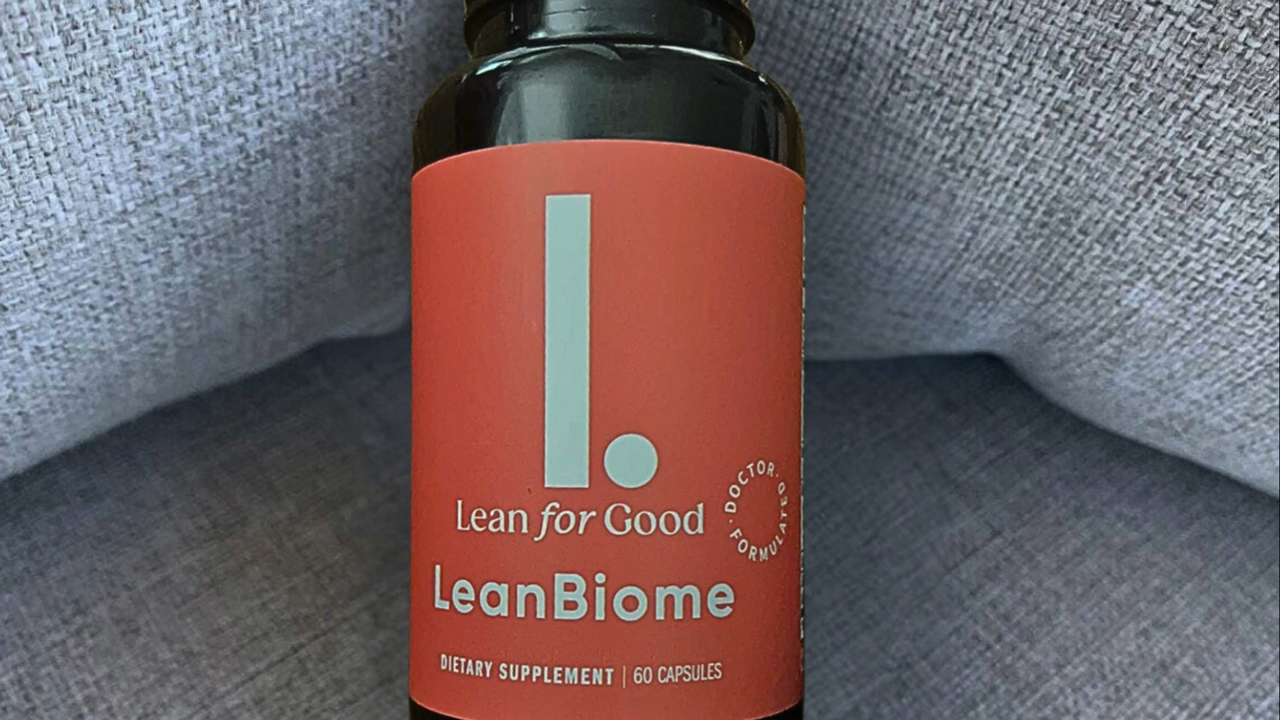 l.
Lean for Good
· DOCTOR · FORMULATED
LeanBiome
DIETARY SUPPLEMENT | 60 CAPSULES